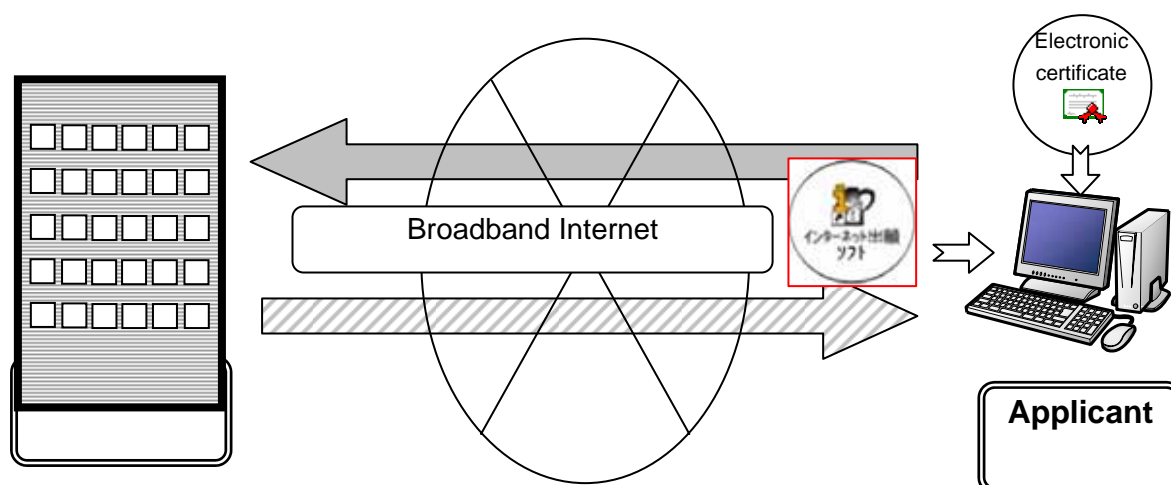 Electronic
certificate
Broadband Internet
インターネット出願
ソフト
Applicant